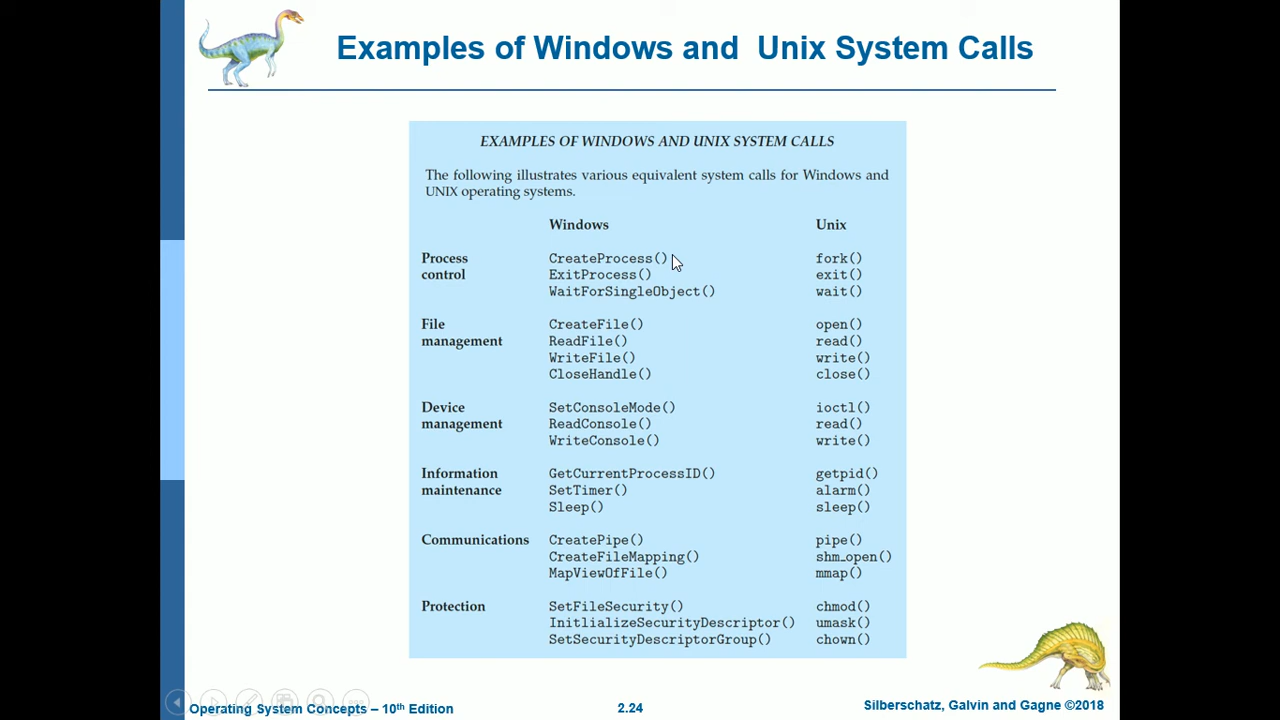 Examples of Windows and Unix System Calls
EXAMPLES OF WINDOWS AND UNIX SYSTEM CALLS
The following illustrates various equivalent system calls for Windows and
UNIX operating systems.
Windows Unix
Process CreateProcess() fork()
control ExitProcess() exit()
WaitForSingleObject() wait()
File CreateFile() open()
management ReadFile() read()
WriteFile() write()
CloseHandle() close()
Device SetConsoleMode() ioctl()
management ReadConsole() read()
WriteConsole() write()
Information GetCurrentProcessID() getpid()
maintenance SetTimer() alarm()
Sleep() sleep()
Communications CreatePipe() pipe()
CreateFileMapping() shm_open()
MapViewOfFile() mmap()
Protection SetFileSecurity() chmod()
InitlializeSecurityDescriptor() umask()
SetSecurityDescriptorGroup() chown()
Operating System Concepts – 10th Edition 2.24 Silberschatz, Galvin and Gagne ©2018